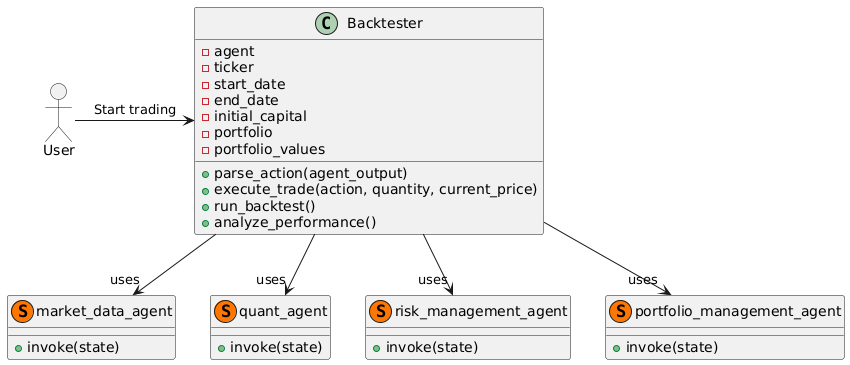 C Backtester
agent
ticker
start_date
end_date
initial_capital
portfolio
portfolio_values
parse_action(agent_output)
execute_trade(action, quantity, current_price)
run_backtest()
analyze_performance()
Start trading
User
uses
uses
uses
uses
S market_data_agent
invoke(state)
S quant_agent
invoke(state)
S risk_management_agent
invoke(state)
S portfolio_management_agent
invoke(state)